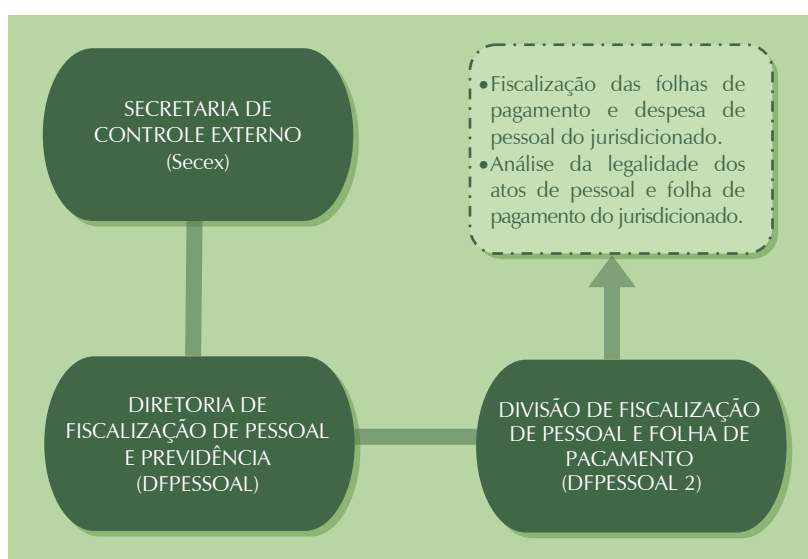 SECRETARIA DE
CONTROLE EXTERNO
(Secex)
•Fiscalização das folhas de
pagamento e despesa de
pessoal do jurisdicionado.
•Análise da legalidade dos
atos de pessoal e folha de
pagamento do jurisdicionado.
DIRETORIA DE
FISCALIZAÇÃO DE PESSOAL
E PREVIDÊNCIA
(DFPESSOAL)
DIVISÃO DE FISCALIZAÇÃO
DE PESSOAL E FOLHA DE
PAGAMENTO
(DFPESSOAL 2)